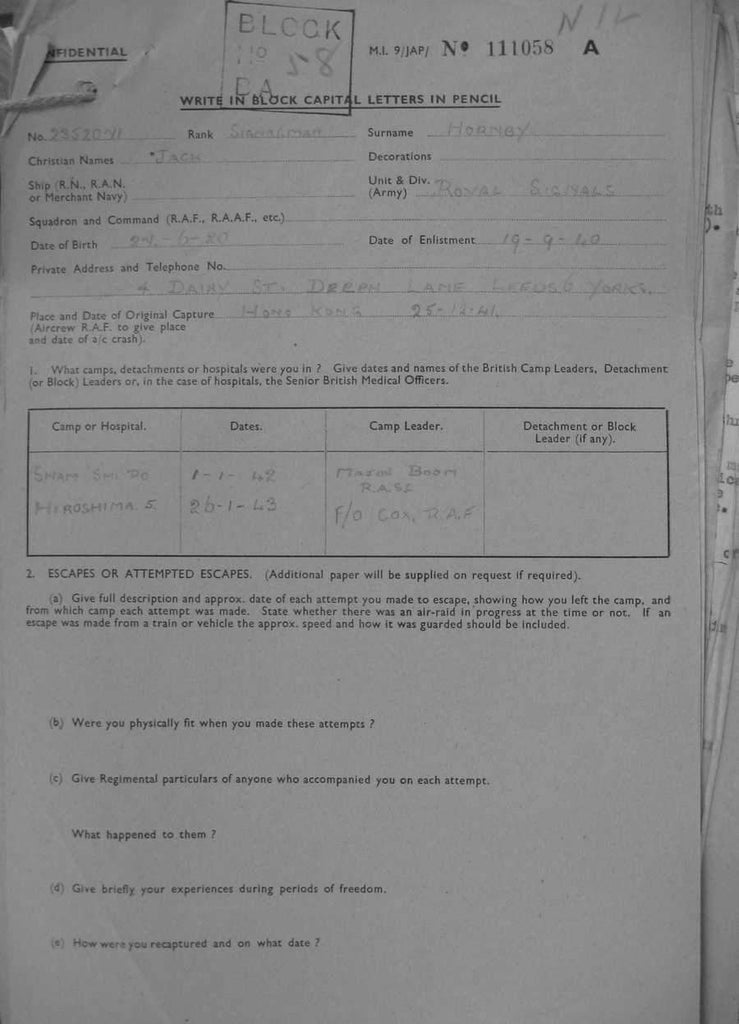 NIL
BLOCK
NO 58
BA
NFIDENTIAL
M.I. 9/JAP/ No 111058 A
WRITE IN BLOCK CAPITAL LETTERS IN PENCIL
No. Rank SIGNALMAN Surname HORNBY
Christian Names JACK Decorations
Ship (R.N., R.A.N. or Merchant Navy) Unit & Div. (Army) ROYAL SIGNALS
Squadron and Command (R.A.F., R.A.A.F., etc.)
Date of Birth Date of Enlistment 19-9-40
Private Address and Telephone No.
4 DAIRY ST. LANE LEEDS 6 YORKS.
Place and Date of Original Capture HONG KONG 25-12-41.
(Aircrew R.A.F. to give place
and date of a/c crash).
1. What camps, detachments or hospitals were you in ? Give dates and names of the British Camp Leaders, Detachment
(or Block) Leaders or, in the case of hospitals, the Senior British Medical Officers.
Camp or Hospital. Dates. Camp Leader. Detachment or Block
Leader (if any).
SHAM SHI PO 1-1-42 MAJOR BOON
R.A.S.C
HIROSHIMA. 5. 26-1-43 F/O COX, R.A.F
2. ESCAPES OR ATTEMPTED ESCAPES. (Additional paper will be supplied on request if required).
(a) Give full description and approx. date of each attempt you made to escape, showing how you left the camp, and
from which camp each attempt was made. State whether there was an air-raid in progress at the time or not. If an
escape was made from a train or vehicle the approx. speed and how it was guarded should be included.
(b) Were you physically fit when you made these attempts ?
(c) Give Regimental particulars of anyone who accompanied you on each attempt.
What happened to them ?
(d) Give briefly your experiences during periods of freedom.
(e) How were you recaptured and on what date ?